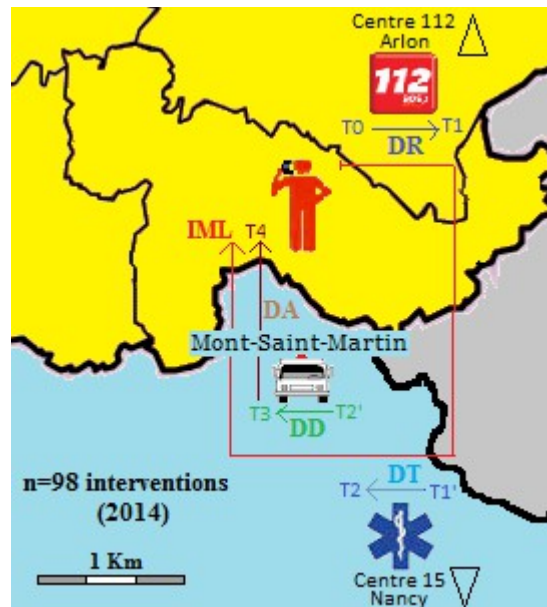 Centre 112
Arlon
112
SOS
T0
T1
DR
IML
T4
DA
Mont-Saint-Martin
T3
T2'
DD
n=98 interventions
(2014)
DT
T2
T1'
1 Km
Centre 15
Nancy